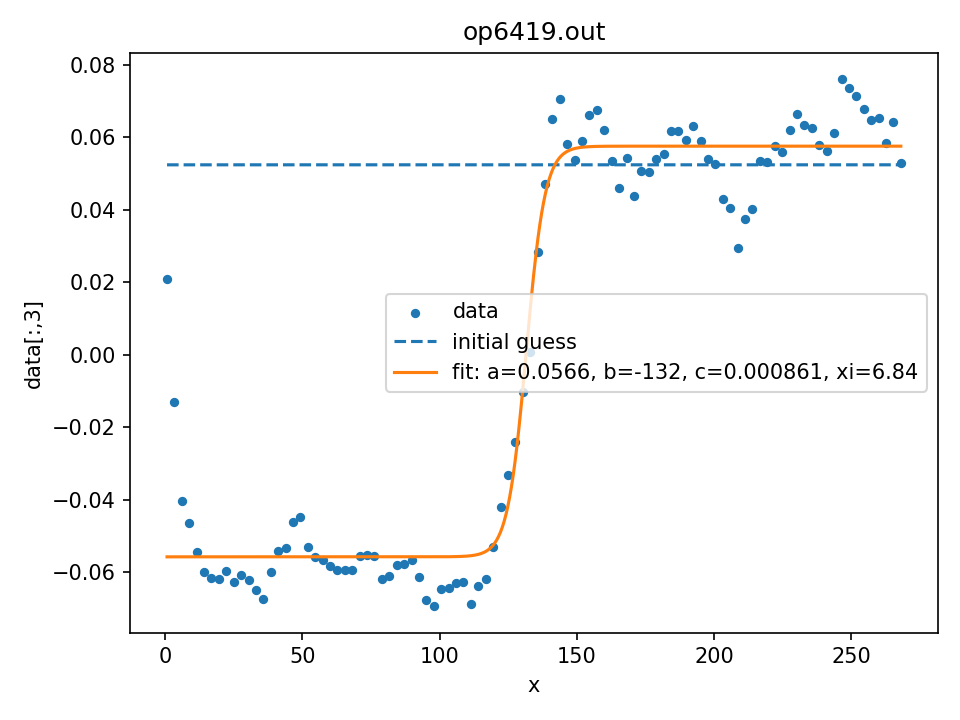 op6419.out
0.08
0.06
0.04
0.02
0.00
−0.02
−0.04
−0.06
data[:,3]
data
initial guess
fit: a=0.0566, b=-132, c=0.000861, xi=6.84
0 50 100 150 200 250
x